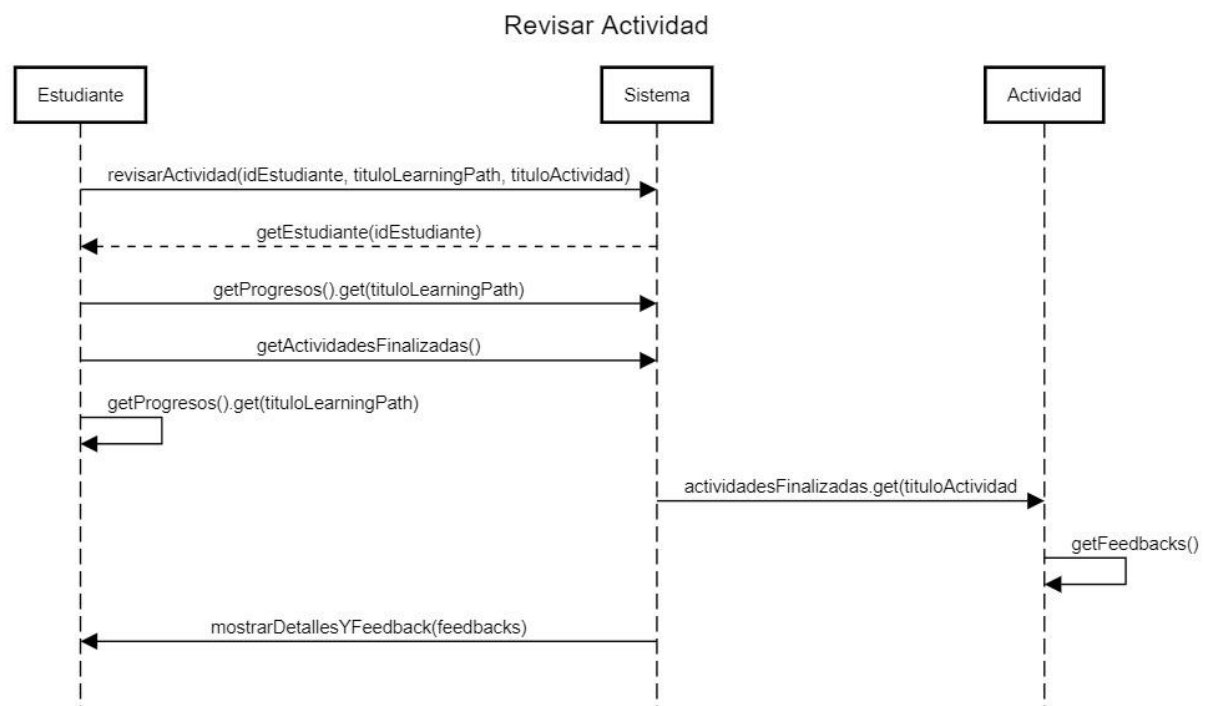 Revisar Actividad
Estudiante
Sistema
Actividad
revisarActividad(idEstudiante, tituloLearningPath, tituloActividad)
getEstudiante(idEstudiante)
getProgresos().get(tituloLearningPath)
getActividadesFinalizadas()
getProgresos().get(tituloLearningPath)
actividadesFinalizadas.get(tituloActividad
getFeedbacks()
mostrarDetallesYFeedback(feedbacks)